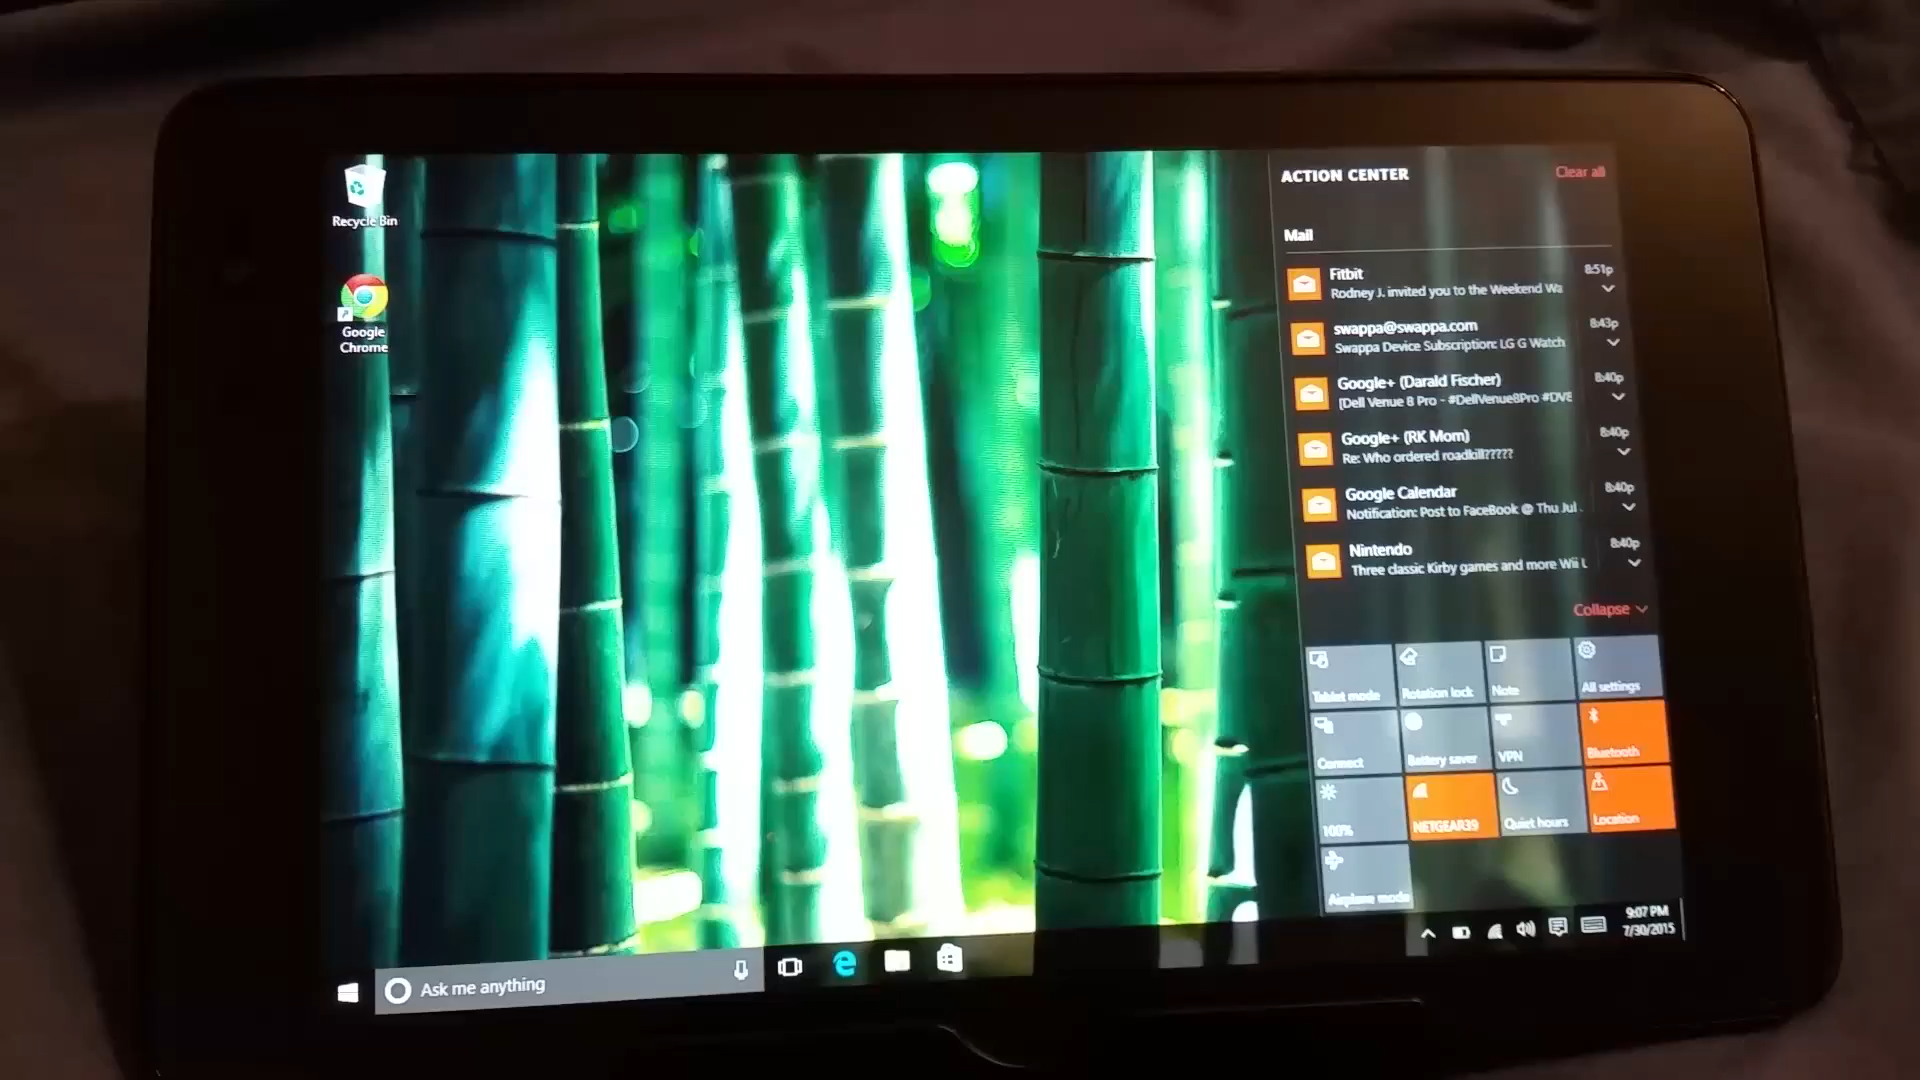 Recycle Bin
Google
Chrome
ACTION CENTER
Clear all
Mail
Fitbit
8:51p
Rodney J. invited you to the Weekend Wa
swappa@swappa.com
8:43p
Swappa Device Subscription: LG G Watch
Google+ (Darald Fischer)
8:40p
[Dell Venue 8 Pro - #DellVenue8Pro #DV8
Google+ (RK Mom)
8:40p
Re: Who ordered roadkill?????
Google Calendar
8:40p
Notification: Post to FaceBook @ Thu Jul
Nintendo
8:40p
Three classic Kirby games and more Wii U
Collapse
Tablet mode
Rotation lock
Note
All settings
Connect
Battery saver
VPN
Bluetooth
100%
NETGEAR39
Quiet hours
Location
Airplane mode
Ask me anything
9:07 PM
7/30/2015